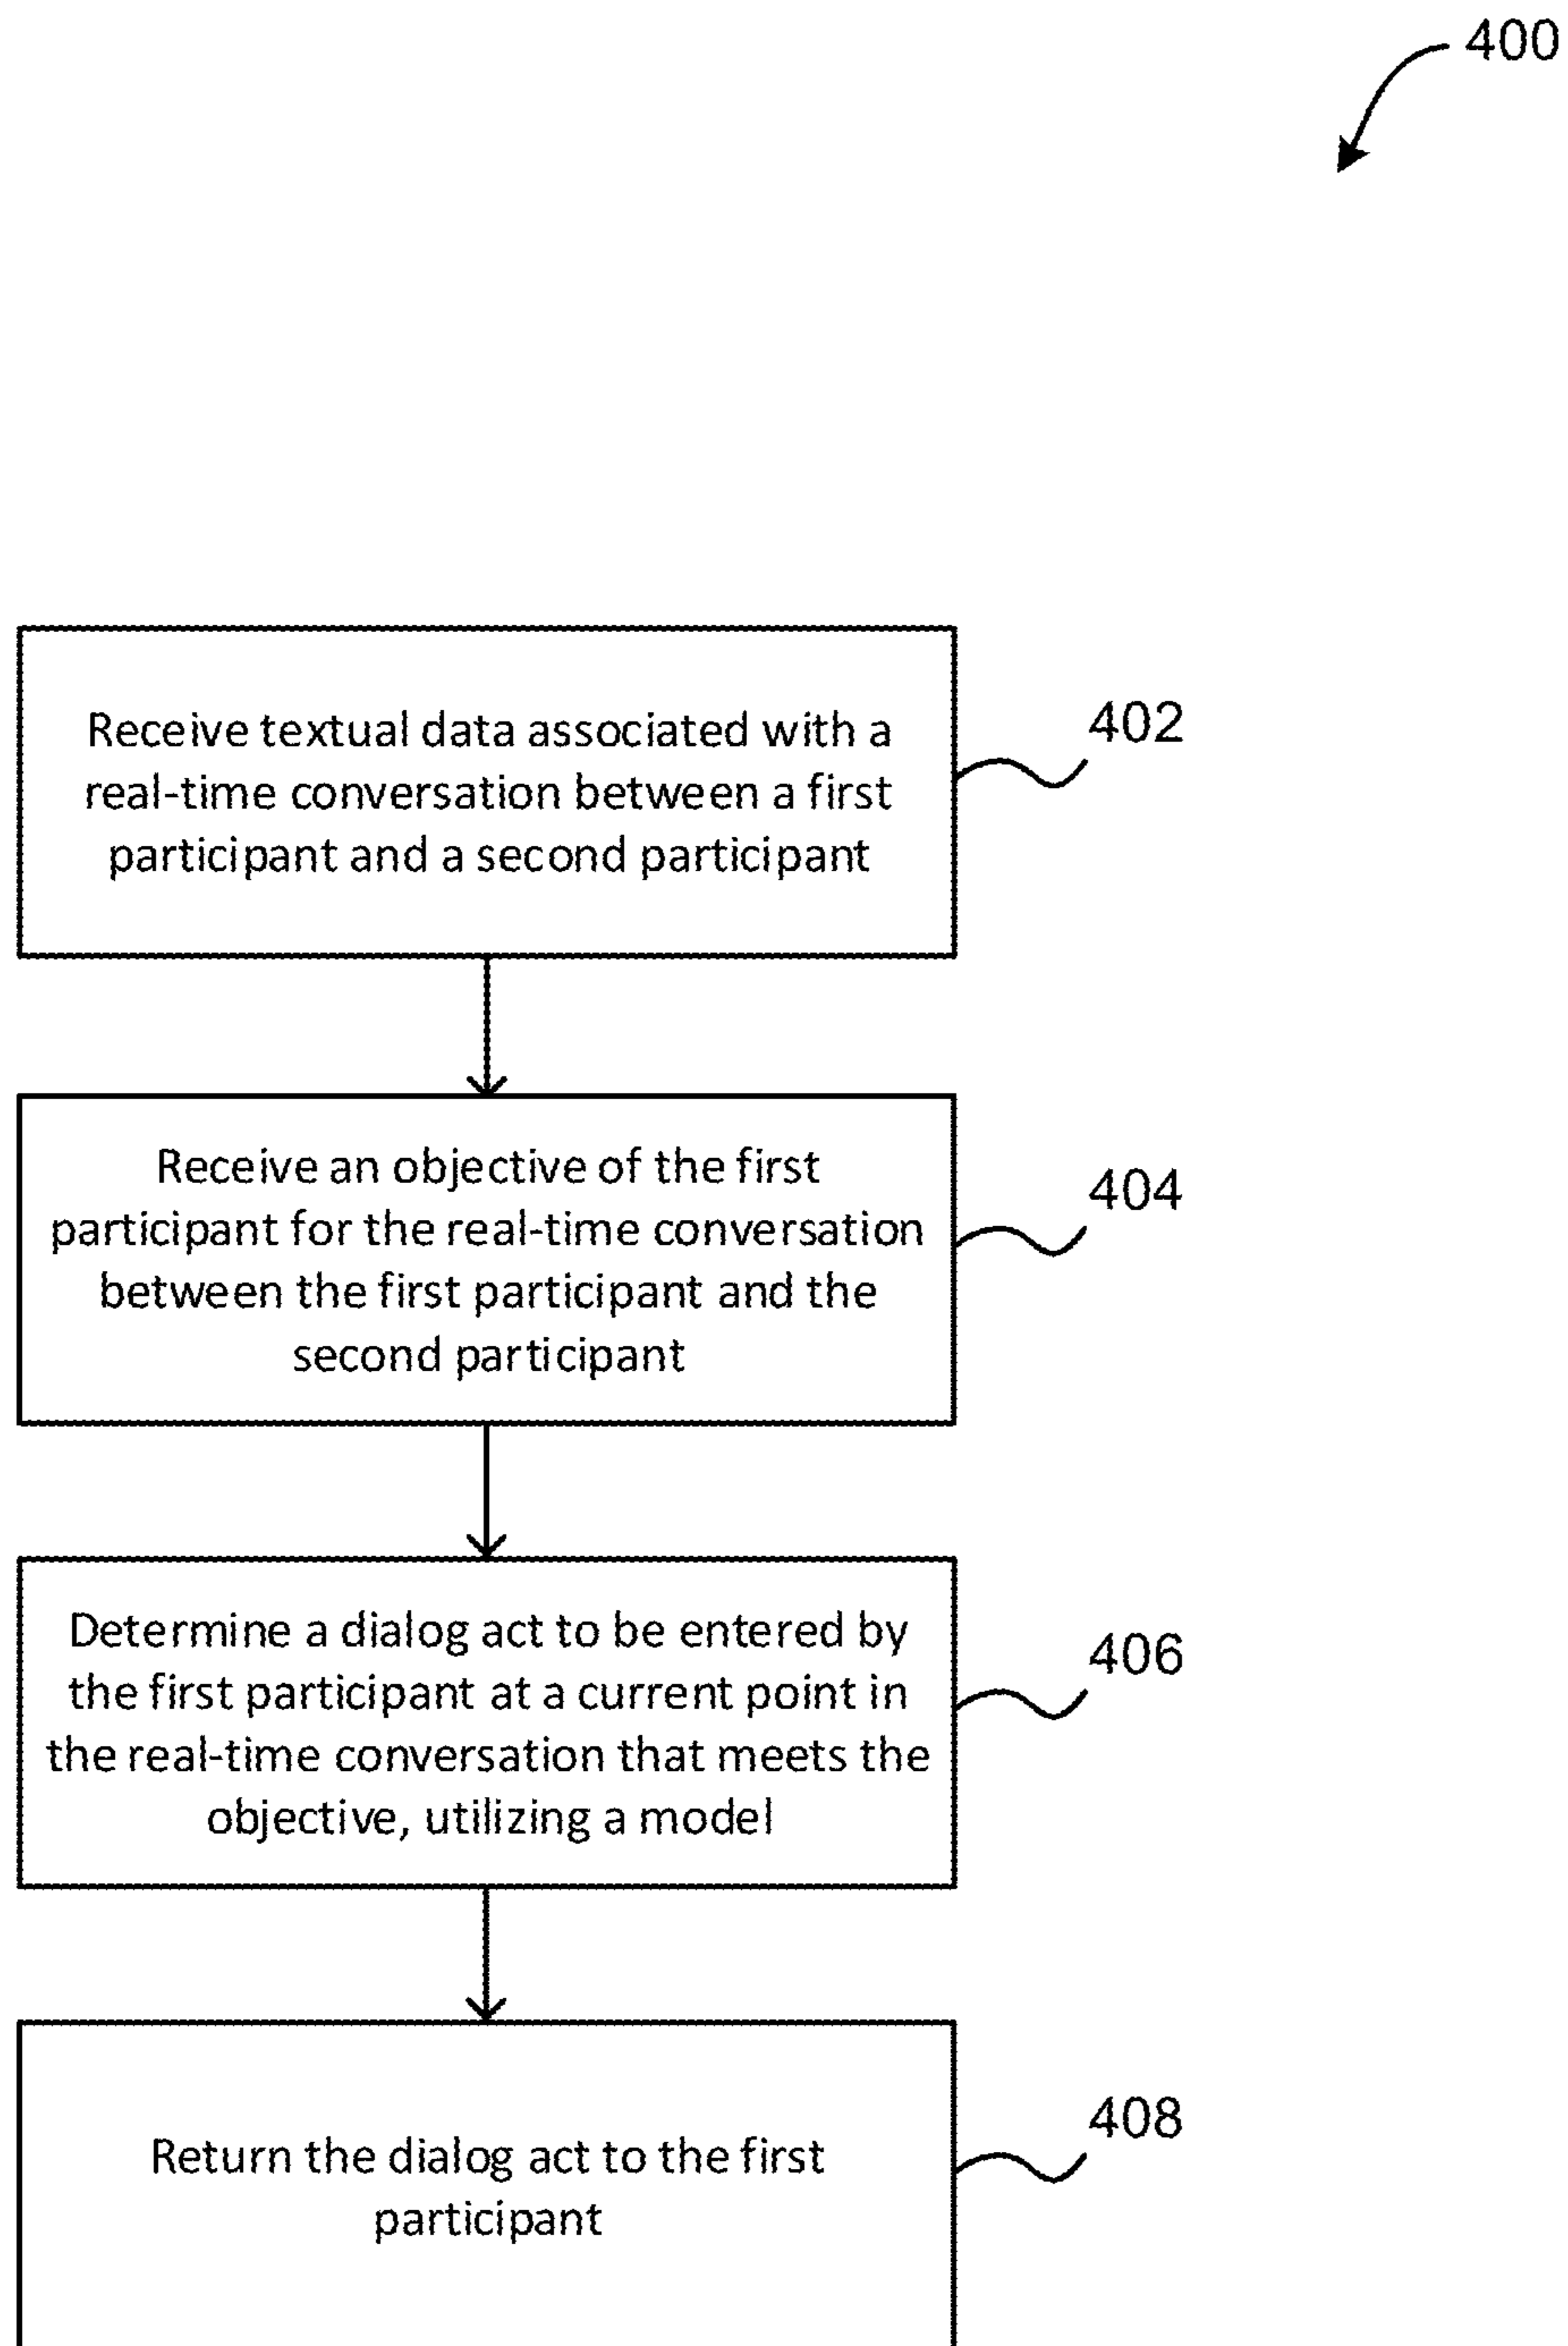 400
Receive textual data associated with a
real-time conversation between a first
participant and a second participant
402
Receive an objective of the first
participant for the real-time conversation
between the first participant and the
second participant
404
Determine a dialog act to be entered by
the first participant at a current point in
the real-time conversation that meets the
objective, utilizing a model
406
Return the dialog act to the first
participant
408